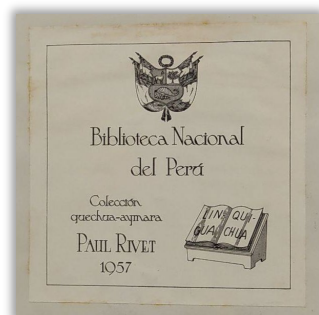 Biblioteca Nacional
del Perú
Colección
quechua-aymara
PAUL RIVET
1957
LIN QUI-
GUA CHUA